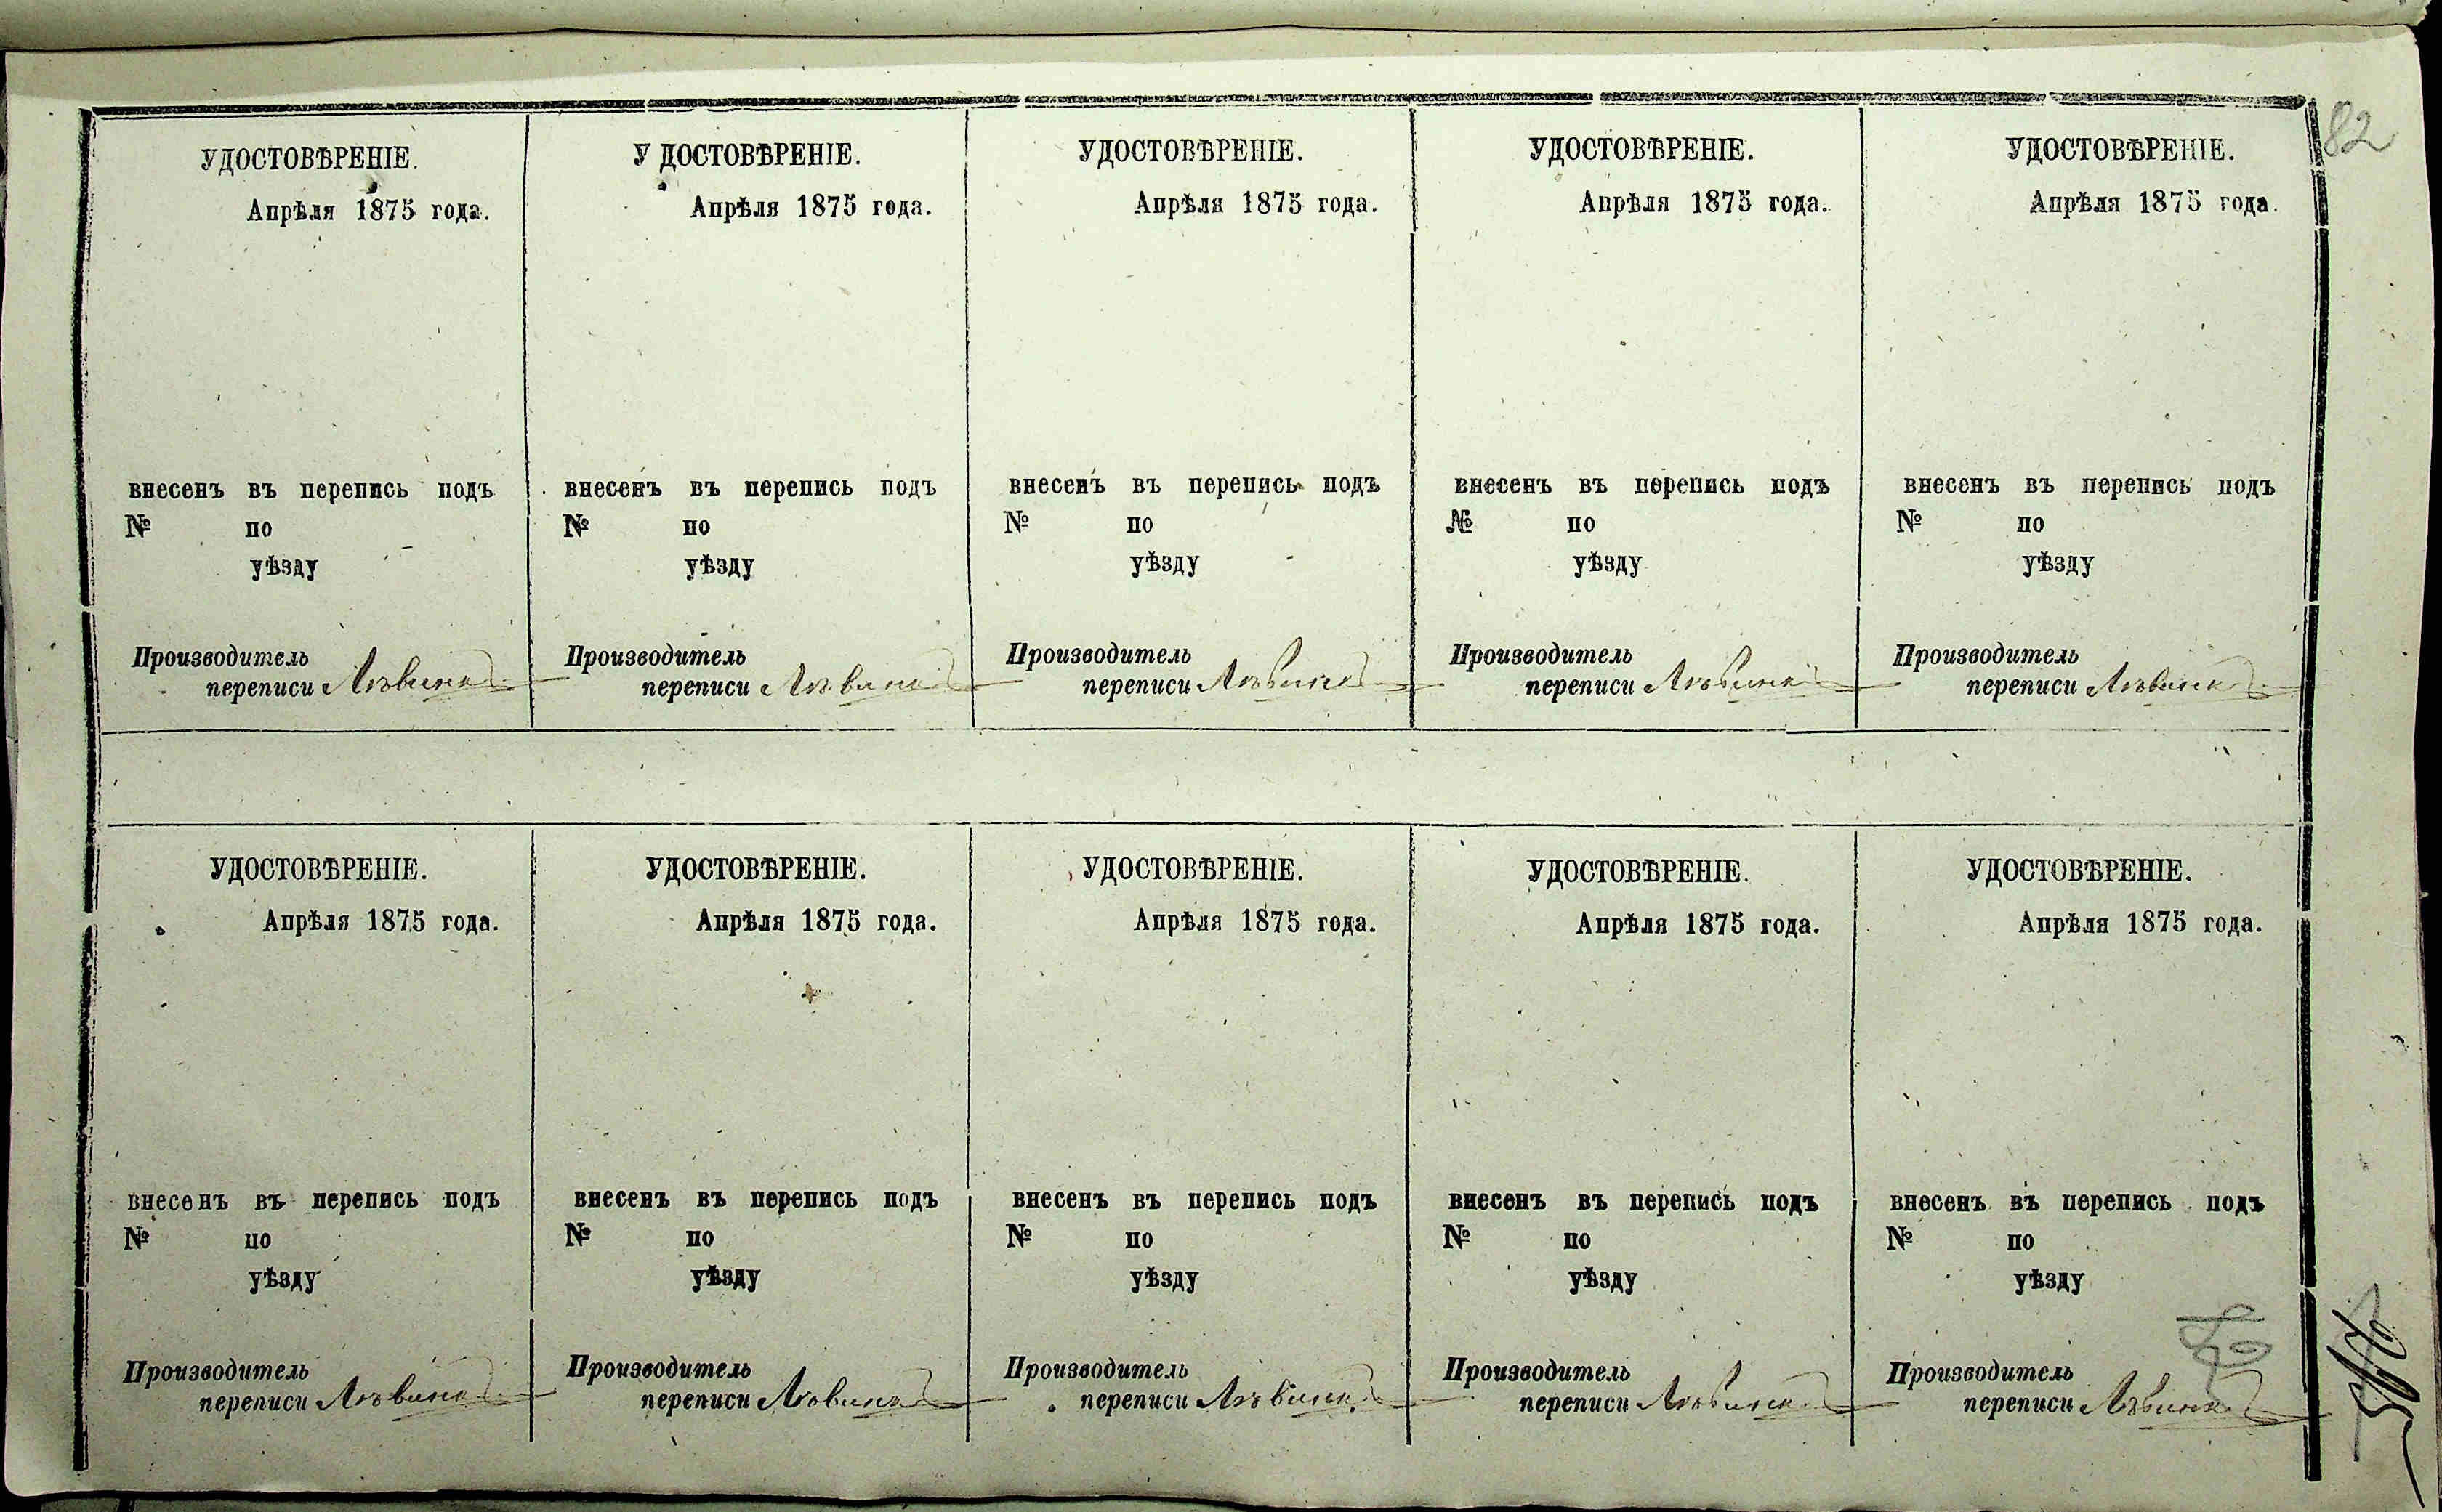 82
УДОСТОВѢРЕНІЕ.
Апрѣля 1875 года.
внесенъ въ перепись подъ
№ по
уѣзду
Производитель
переписи
УДОСТОВѢРЕНІЕ.
Апрѣля 1875 года.
внесенъ въ перепись подъ
№ по
уѣзду
Производитель
переписи
УДОСТОВѢРЕНІЕ.
Апрѣля 1875 года.
внесенъ въ перепись подъ
№ по
уѣзду
Производитель
переписи
УДОСТОВѢРЕНІЕ.
Апрѣля 1875 года.
внесенъ въ перепись подъ
№ по
уѣзду
Производитель
переписи
УДОСТОВѢРЕНІЕ.
Апрѣля 1875 года.
внесенъ въ перепись подъ
№ по
уѣзду
Производитель
переписи
УДОСТОВѢРЕНІЕ.
Апрѣля 1875 года.
внесенъ въ перепись подъ
№ по
уѣзду
Производитель
переписи
УДОСТОВѢРЕНІЕ.
Апрѣля 1875 года.
внесенъ въ перепись подъ
№ по
уѣзду
Производитель
переписи
УДОСТОВѢРЕНІЕ.
Апрѣля 1875 года.
внесенъ въ перепись подъ
№ по
уѣзду
Производитель
переписи
УДОСТОВѢРЕНІЕ.
Апрѣля 1875 года.
внесенъ въ перепись подъ
№ по
уѣзду
Производитель
переписи
УДОСТОВѢРЕНІЕ.
Апрѣля 1875 года.
внесенъ въ перепись подъ
№ по
уѣзду
Производитель
переписи